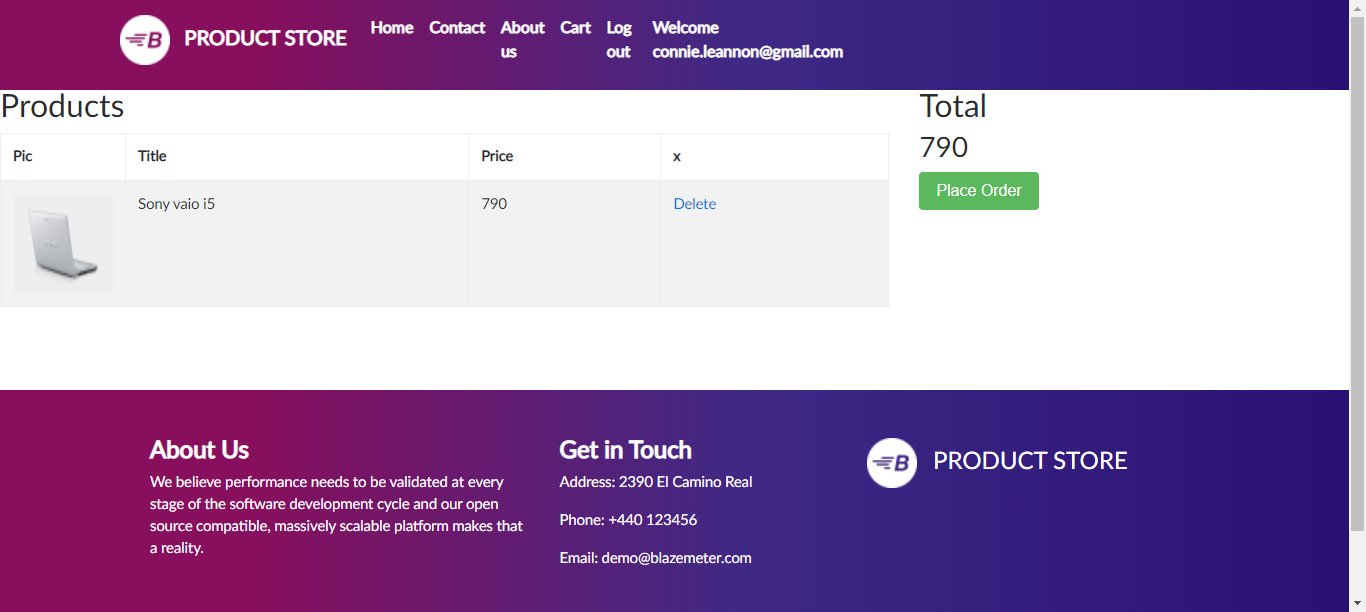 B PRODUCT STORE Home Contact About us Cart Log out Welcome connie.leannon@gmail.com
Products
Total
Pic Title Price x
790
Place Order
Sony vaio i5 790 Delete
About Us
We believe performance needs to be validated at every
stage of the software development cycle and our open
source compatible, massively scalable platform makes that
a reality.
Get in Touch
Address: 2390 El Camino Real
Phone: +440 123456
Email: demo@blazemeter.com
B PRODUCT STORE